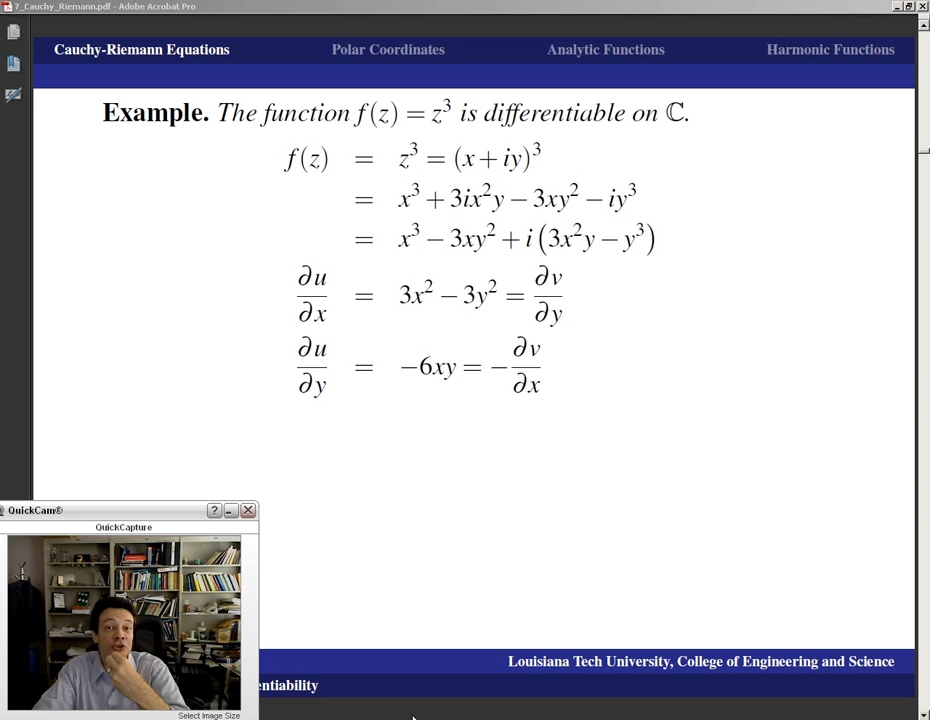 7_Cauchy_Riemann.pdf - Adobe Acrobat Pro
Cauchy-Riemann Equations Polar Coordinates Analytic Functions Harmonic Functions
Example. The function f(z) = z³ is differentiable on ℂ.
f(z) = z³ = (x + iy)³
= x³ + 3ix²y − 3xy² − iy³
= x³ − 3xy² + i (3x²y − y³)
∂u/∂x = 3x² − 3y² = ∂v/∂y
∂u/∂y = −6xy = −∂v/∂x
QuickCam®
QuickCapture
Select Image Size
Louisiana Tech University, College of Engineering and Science
entiability